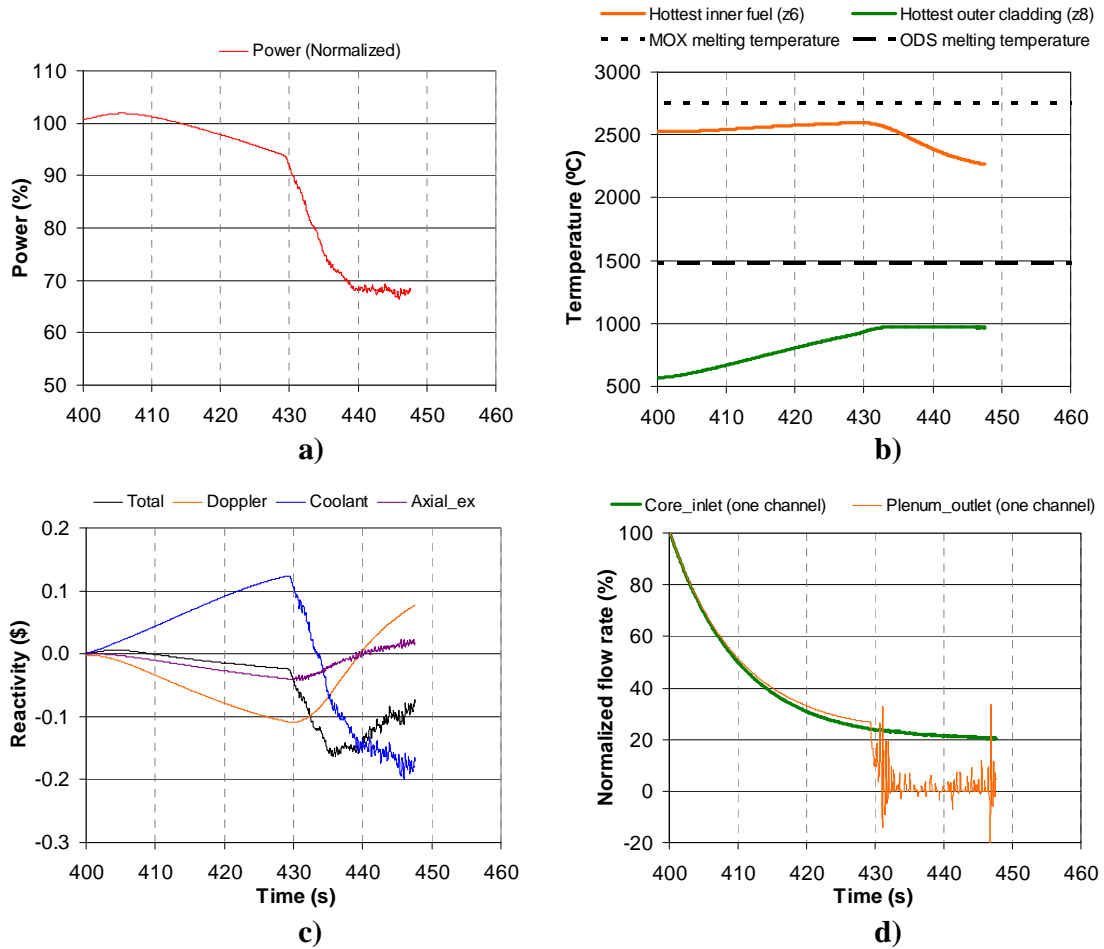 Power (Normalized)
110
100
90
80
70
60
50
Power (%)
400 410 420 430 440 450 460
a)
Hottest inner fuel (z6) Hottest outer cladding (z8)
MOX melting temperature ODS melting temperature
3000
2500
2000
1500
1000
500
Termperature (ºC)
400 410 420 430 440 450 460
b)
Total Doppler Coolant Axial_ex
0.2
0.1
0.0
-0.1
-0.2
-0.3
Reactivity ($)
400 410 420 430 440 450 460
Time (s)
c)
Core_inlet (one channel) Plenum_outlet (one channel)
100
80
60
40
20
0
-20
Normalized flow rate (%)
400 410 420 430 440 450 460
Time (s)
d)